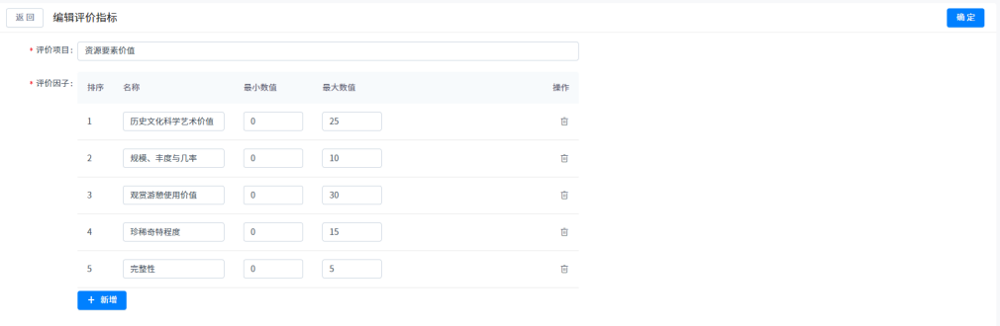 返回 编辑评价指标 确定
* 评价项目: 资源要素价值
* 评价因子: 排序 名称 最小数值 最大数值 操作
1 历史文化科学艺术价值 0 25
2 规模、丰度与几率 0 10
3 观赏游憩使用价值 0 30
4 珍稀奇特程度 0 15
5 完整性 0 5
+ 新增